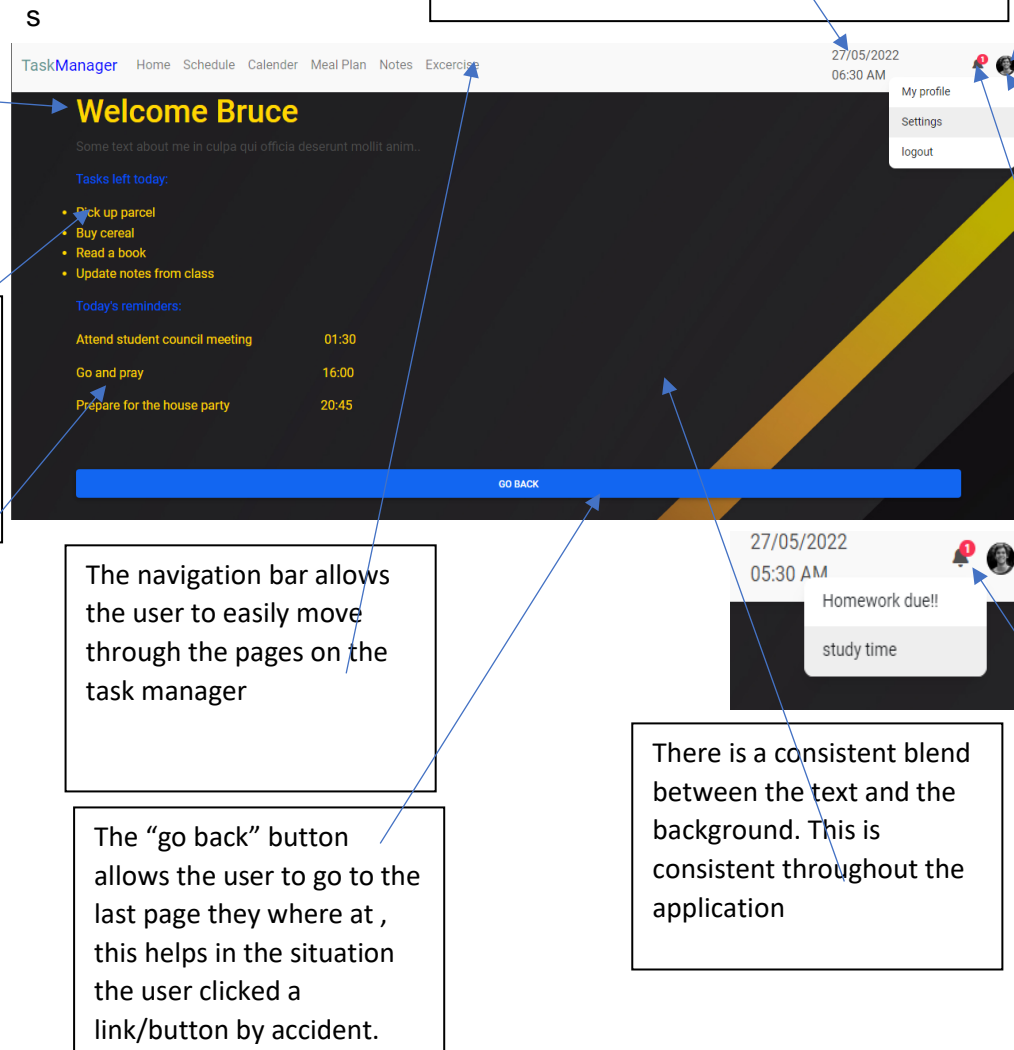 s
27/05/2022
TaskManager Home Schedule Calender Meal Plan Notes Excercise
06:30 AM
1
My profile
Settings
logout
Welcome Bruce
Some text about me in culpa qui officia deserunt mollit anim..
Tasks left today:
• Pick up parcel
• Buy cereal
• Read a book
• Update notes from class
Today's reminders:
Attend student council meeting 01:30
Go and pray 16:00
Prepare for the house party 20:45
GO BACK
27/05/2022
05:30 AM
1
Homework due!!
study time
The navigation bar allows
the user to easily move
through the pages on the
task manager
There is a consistent blend
between the text and the
background. This is
consistent throughout the
application
The “go back” button
allows the user to go to the
last page they where at ,
this helps in the situation
the user clicked a
link/button by accident.